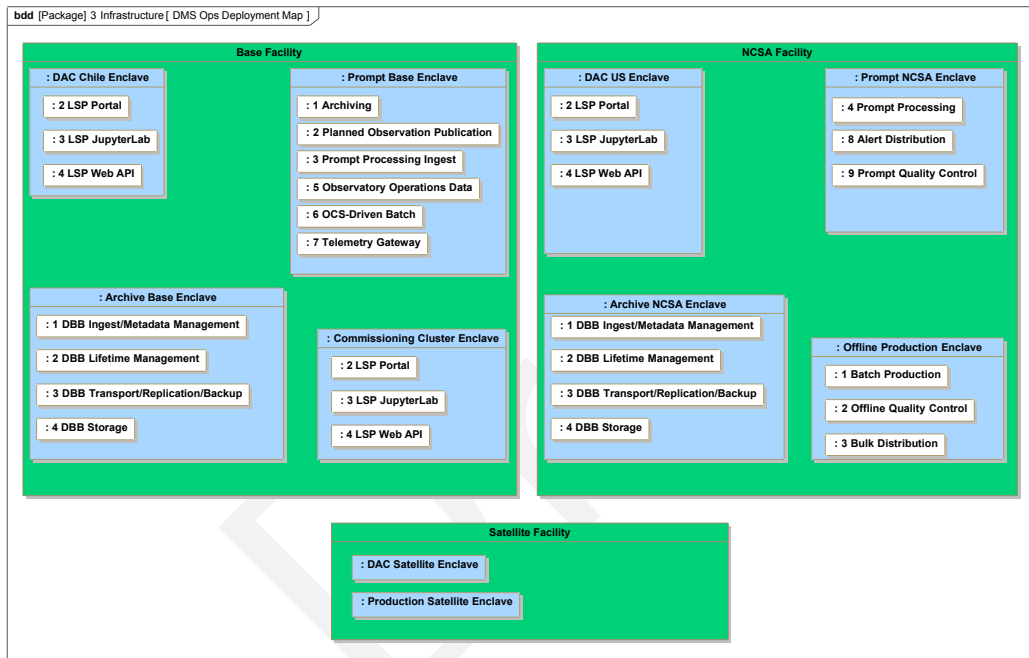 bdd [Package] 3 Infrastructure[ DMS Ops Deployment Map ]
Base Facility
: DAC Chile Enclave
: 2 LSP Portal
: 3 LSP JupyterLab
: 4 LSP Web API
: Prompt Base Enclave
: 1 Archiving
: 2 Planned Observation Publication
: 3 Prompt Processing Ingest
: 5 Observatory Operations Data
: 6 OCS-Driven Batch
: 7 Telemetry Gateway
: Archive Base Enclave
: 1 DBB Ingest/Metadata Management
: 2 DBB Lifetime Management
: 3 DBB Transport/Replication/Backup
: 4 DBB Storage
: Commissioning Cluster Enclave
: 2 LSP Portal
: 3 LSP JupyterLab
: 4 LSP Web API
NCSA Facility
: DAC US Enclave
: 2 LSP Portal
: 3 LSP JupyterLab
: 4 LSP Web API
: Prompt NCSA Enclave
: 4 Prompt Processing
: 8 Alert Distribution
: 9 Prompt Quality Control
: Archive NCSA Enclave
: 1 DBB Ingest/Metadata Management
: 2 DBB Lifetime Management
: 3 DBB Transport/Replication/Backup
: 4 DBB Storage
: Offline Production Enclave
: 1 Batch Production
: 2 Offline Quality Control
: 3 Bulk Distribution
Satellite Facility
: DAC Satellite Enclave
: Production Satellite Enclave